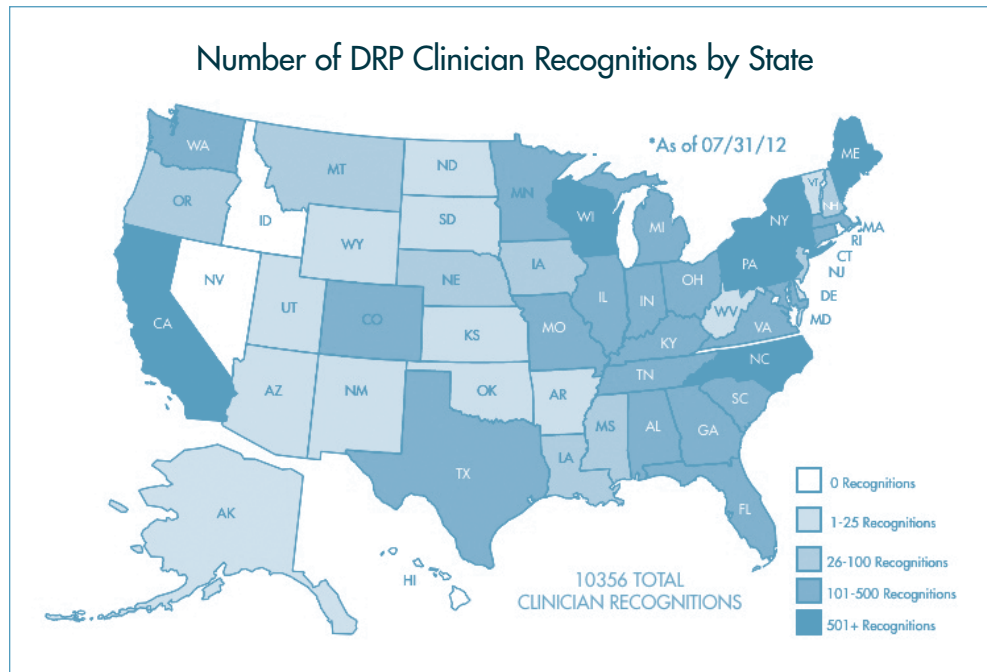 Number of DRP Clinician Recognitions by State
*As of 07/31/12
WA
MT
ND
MN
ME
VT
NH
OR
ID
SD
WI
MI
NY
MA
RI
CT
WY
IA
PA
NJ
NV
NE
OH
DE
UT
IL
IN
WV
MD
CA
CO
KS
MO
VA
KY
NC
AZ
NM
OK
TN
AR
SC
MS
AL
GA
LA
TX
FL
AK
HI
0 Recognitions
1-25 Recognitions
26-100 Recognitions
101-500 Recognitions
501+ Recognitions
10356 TOTAL
CLINICIAN RECOGNITIONS